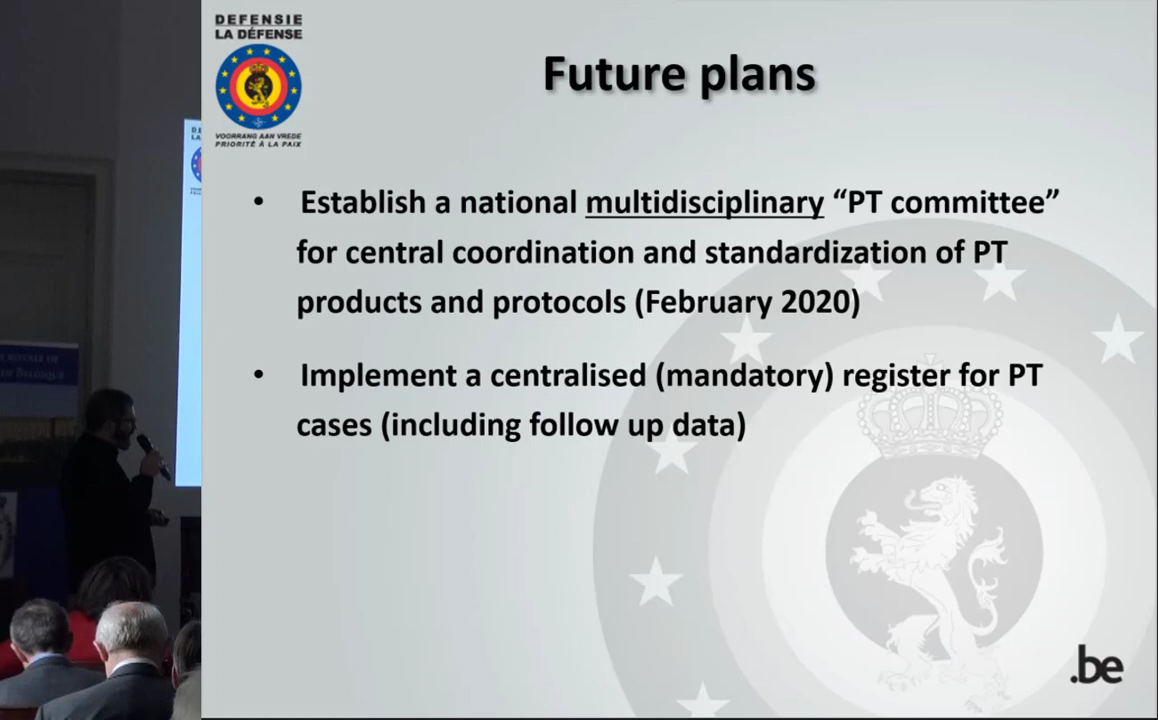 DEFENSIE
LA DÉFENSE
VOORRANG AAN VREDE
PRIORITÉ À LA PAIX
Future plans
• Establish a national multidisciplinary “PT committee”
for central coordination and standardization of PT
products and protocols (February 2020)
• Implement a centralised (mandatory) register for PT
cases (including follow up data)
.be